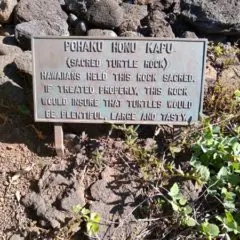 POHAKU HONU KAPU
(SACRED TURTLE ROCK)
HAWAIIANS HELD THIS ROCK SACRED.
IF TREATED PROPERLY, THIS ROCK
WOULD INSURE THAT TURTLES WOULD
BE PLENTIFUL, LARGE AND TASTY.